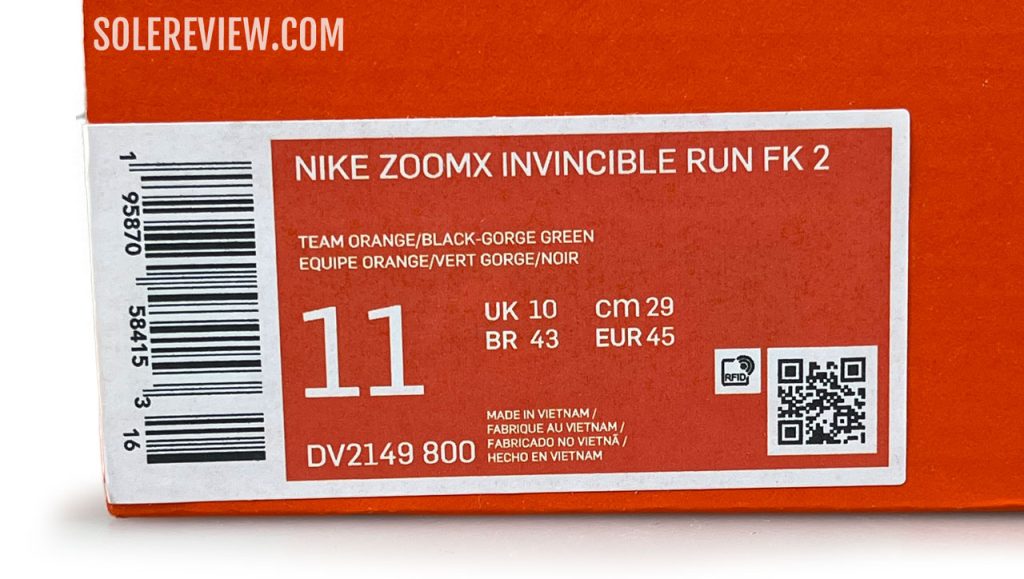 SOLEREVIEW.COM
NIKE ZOOMX INVINCIBLE RUN FK 2
TEAM ORANGE/BLACK-GORGE GREEN
EQUIPE ORANGE/VERT GORGE/NOIR
11
UK 10 cm 29
BR 43 EUR 45
RFID
MADE IN VIETNAM /
FABRIQUE AU VIETNAM /
FABRICADO NO VIETNÃ /
HECHO EN VIETNAM
DV2149 800
1 95870 58415 3 16